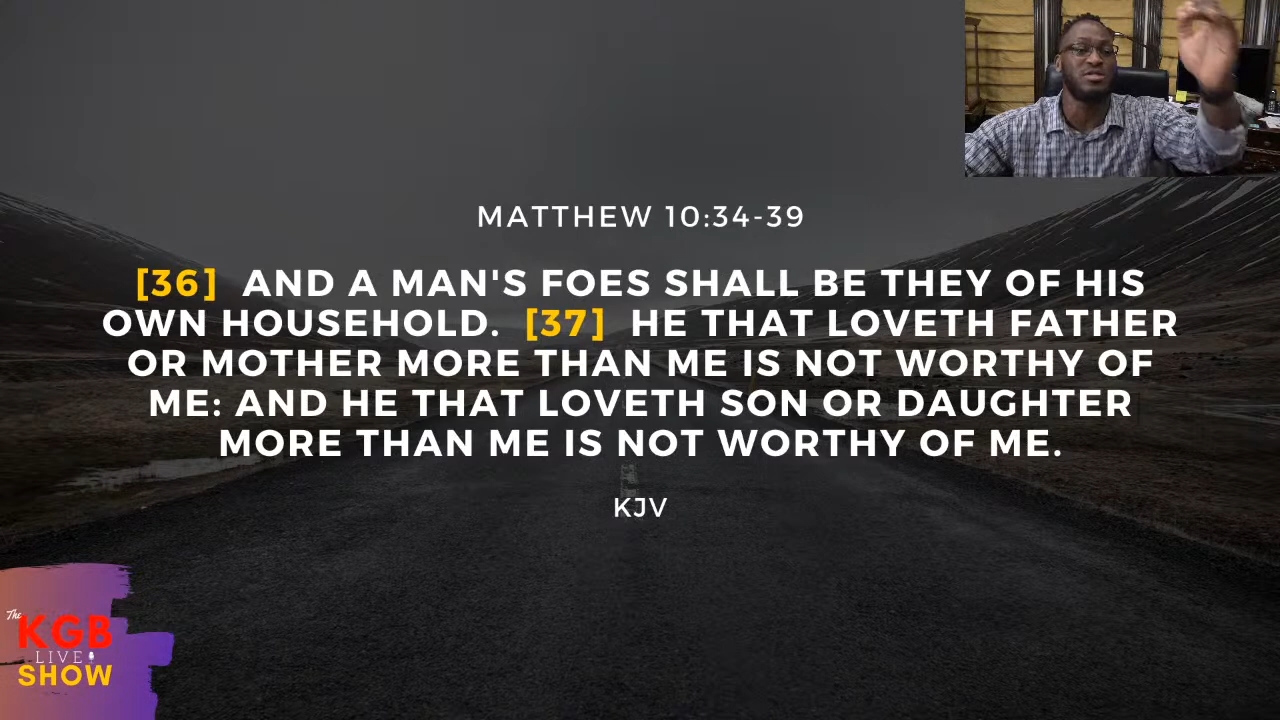 MATTHEW 10:34-39
[36] AND A MAN'S FOES SHALL BE THEY OF HIS
OWN HOUSEHOLD. [37] HE THAT LOVETH FATHER
OR MOTHER MORE THAN ME IS NOT WORTHY OF
ME: AND HE THAT LOVETH SON OR DAUGHTER
MORE THAN ME IS NOT WORTHY OF ME.
KJV
The
KGB
LIVE
SHOW